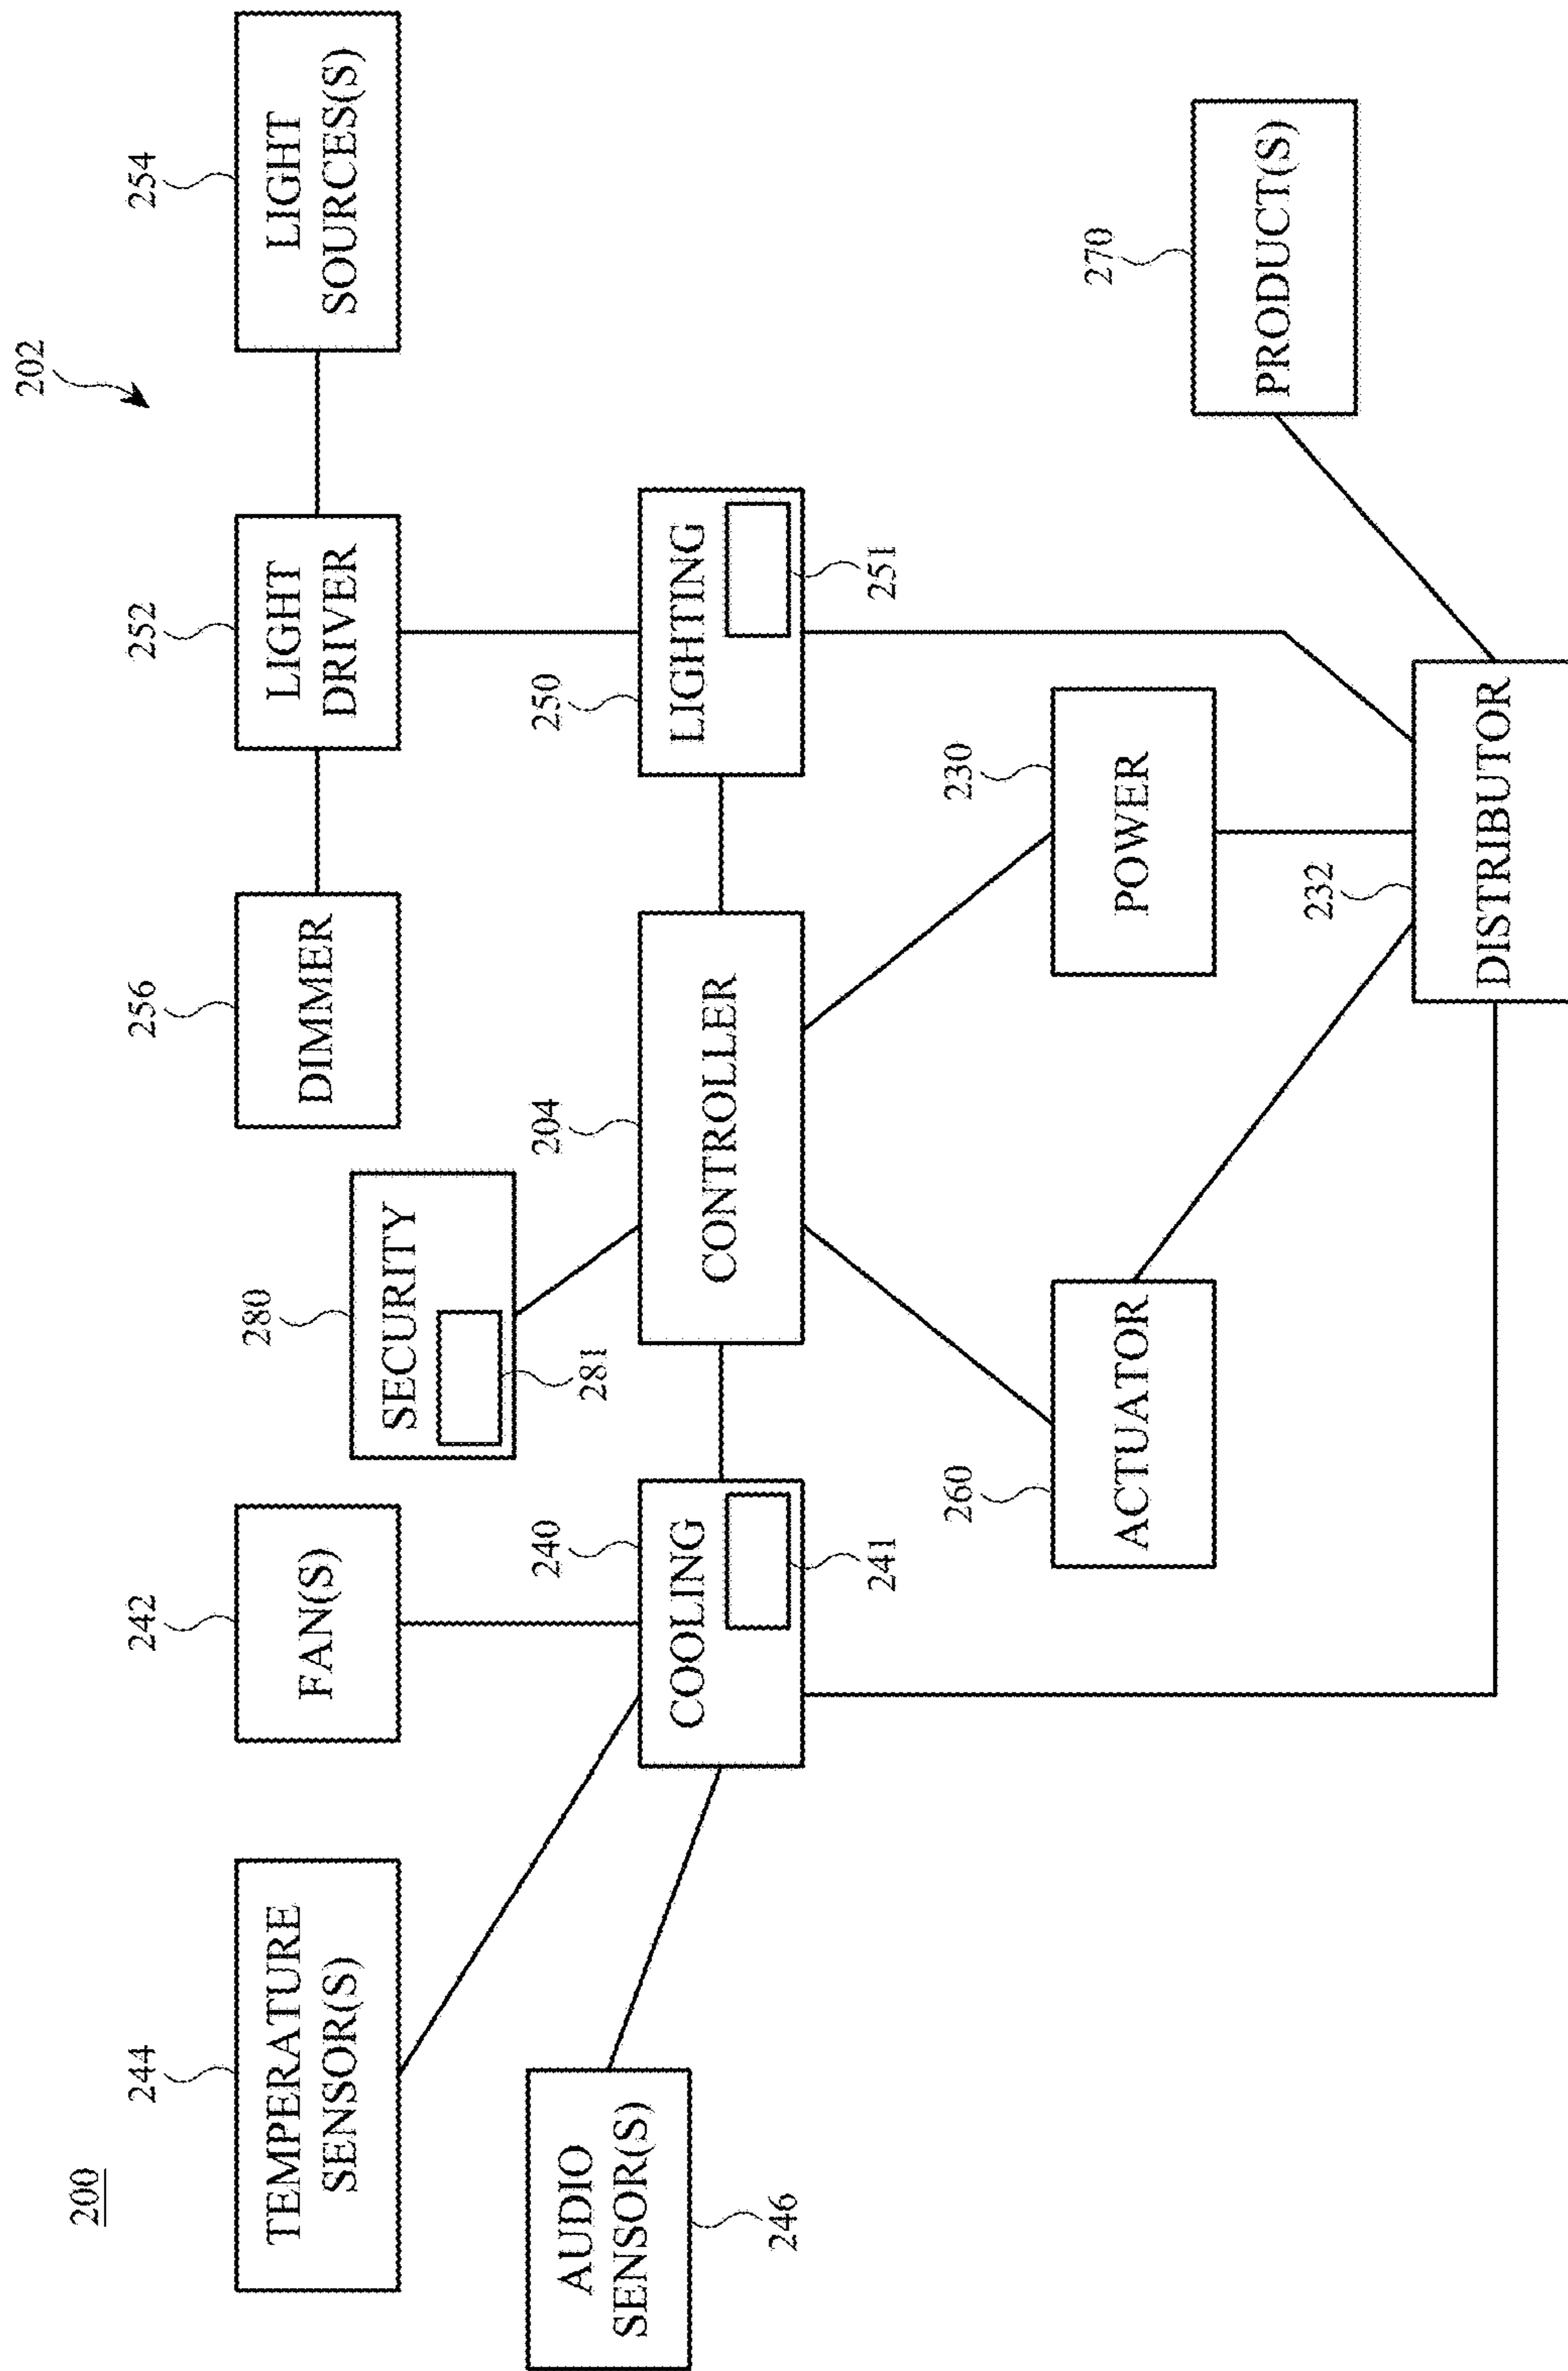 200
202
244
TEMPERATURE
SENSOR(S)
242
FAN(S)
256
DIMMER
252
LIGHT
DRIVER
254
LIGHT
SOURCES(S)
280
SECURITY
281
AUDIO
SENSOR(S)
246
240
COOLING
241
204
CONTROLLER
250
LIGHTING
251
260
ACTUATOR
230
POWER
270
PRODUCT(S)
232
DISTRIBUTOR